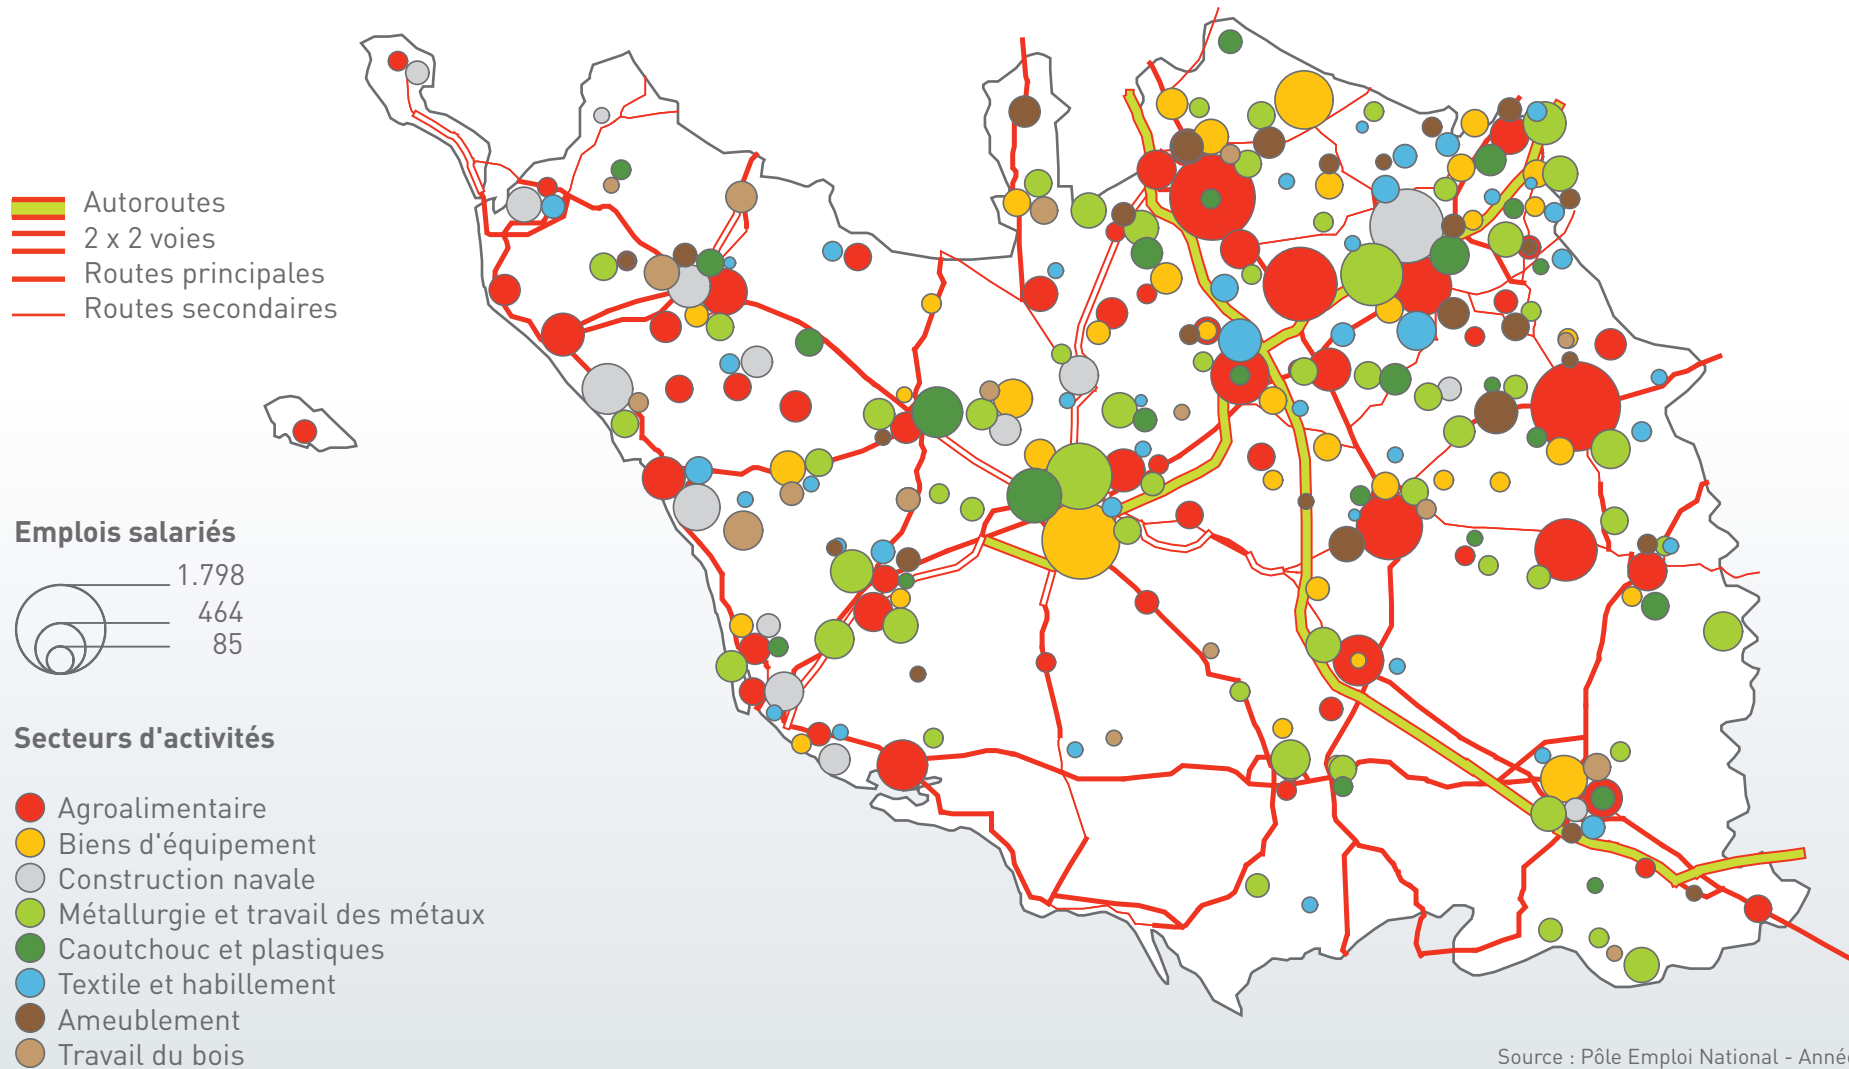 Autoroutes
2 x 2 voies
Routes principales
Routes secondaires
Emplois salariés
1.798
464
85
Secteurs d'activités
Agroalimentaire
Biens d'équipement
Construction navale
Métallurgie et travail des métaux
Caoutchouc et plastiques
Textile et habillement
Ameublement
Travail du bois
Source : Pôle Emploi National - Année